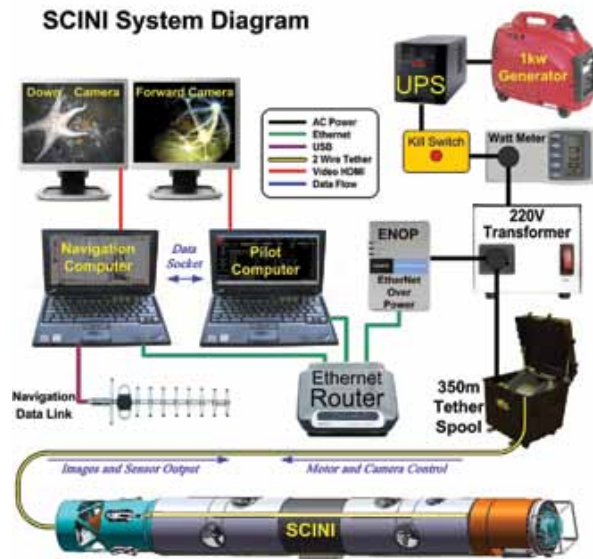 SCINI System Diagram
Down Camera
Forward Camera
UPS
1kw
Generator
AC Power
Ethernet
USB
2 Wire Tether
Video HDMI
Data Flow
Kill Switch
Watt Meter
220V
Transformer
ENOP
EtherNet
Over
Power
Navigation
Computer
Data
Socket
Pilot
Computer
Ethernet
Router
Navigation
Data Link
350m
Tether
Spool
Images and Sensor Output
Motor and Camera Control
SCINI